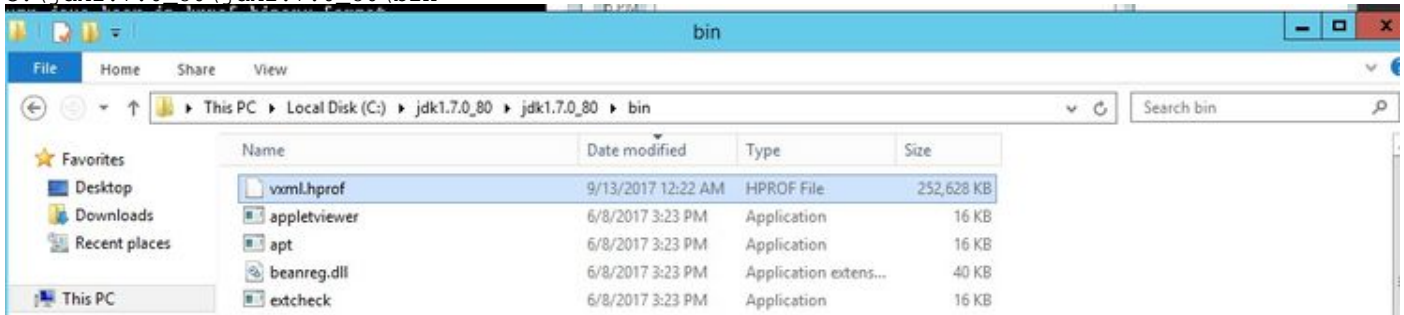 bin
File Home Share View
This PC Local Disk (C:) jdk1.7.0_80 jdk1.7.0_80 bin
Search bin
Name Date modified Type Size
Favorites
Desktop
Downloads
Recent places
This PC
vxml.hprof 9/13/2017 12:22 AM HPROF File 252,628 KB
appletviewer 6/8/2017 3:23 PM Application 16 KB
apt 6/8/2017 3:23 PM Application 16 KB
beanreg.dll 6/8/2017 3:23 PM Application extens... 40 KB
extcheck 6/8/2017 3:23 PM Application 16 KB